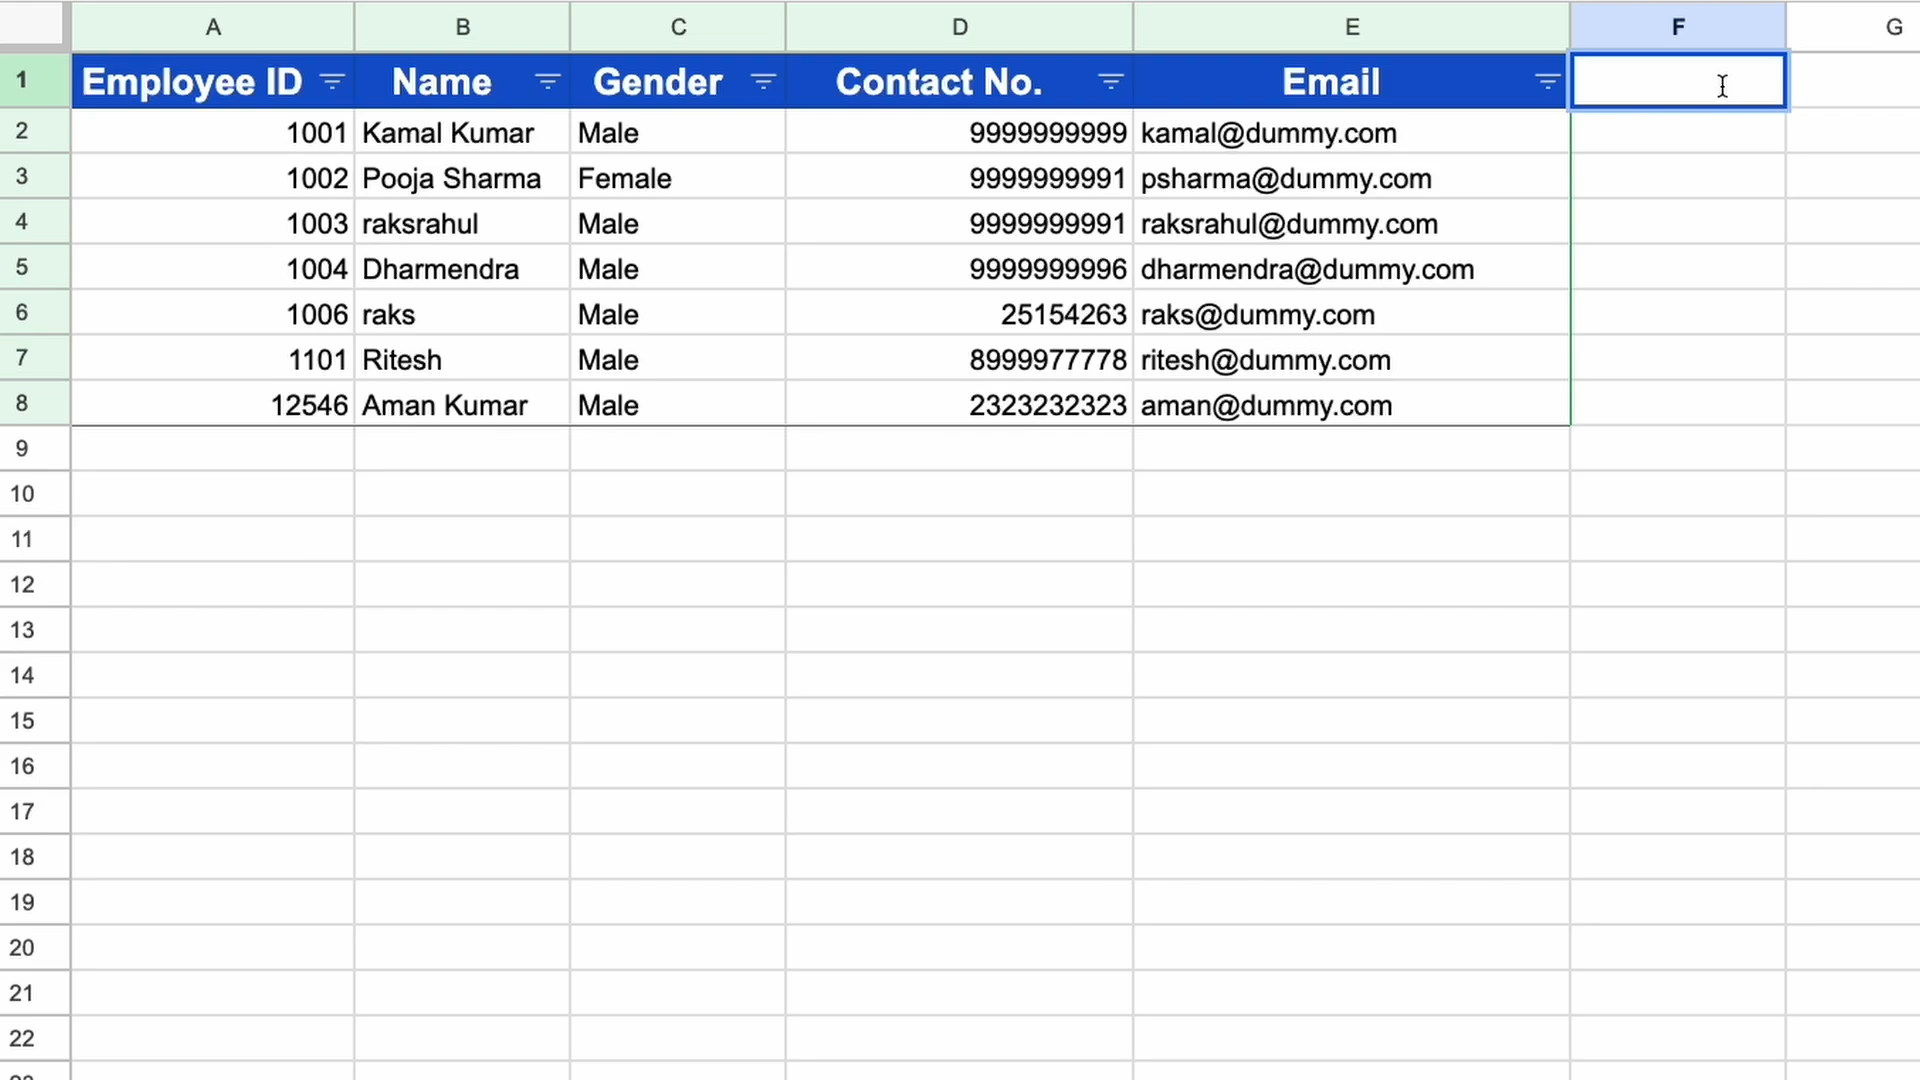 A B C D E F G
1 Employee ID Name Gender Contact No. Email
2 1001 Kamal Kumar Male 9999999999 kamal@dummy.com
3 1002 Pooja Sharma Female 9999999991 psharma@dummy.com
4 1003 raksrahul Male 9999999991 raksrahul@dummy.com
5 1004 Dharmendra Male 9999999996 dharmendra@dummy.com
6 1006 raks Male 25154263 raks@dummy.com
7 1101 Ritesh Male 8999977778 ritesh@dummy.com
8 12546 Aman Kumar Male 2323232323 aman@dummy.com
9
10
11
12
13
14
15
16
17
18
19
20
21
22